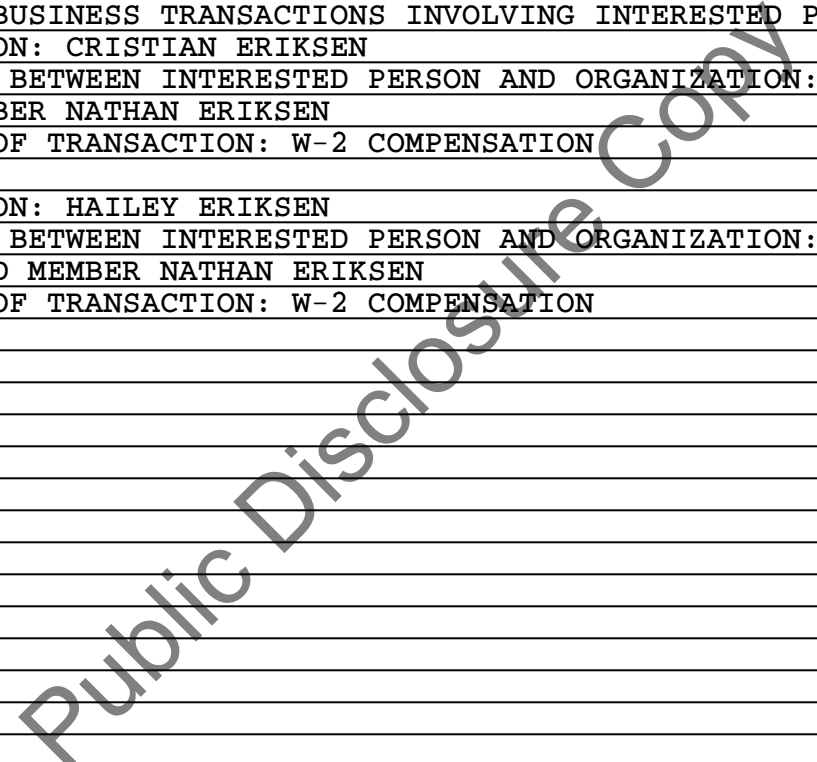 BUSINESS TRANSACTIONS INVOLVING INTERESTED P
ON: CRISTIAN ERIKSEN
BETWEEN INTERESTED PERSON AND ORGANIZATION:
BER NATHAN ERIKSEN
OF TRANSACTION: W-2 COMPENSATION
ON: HAILEY ERIKSEN
BETWEEN INTERESTED PERSON AND ORGANIZATION:
D MEMBER NATHAN ERIKSEN
OF TRANSACTION: W-2 COMPENSATION
Public Disclosure Copy